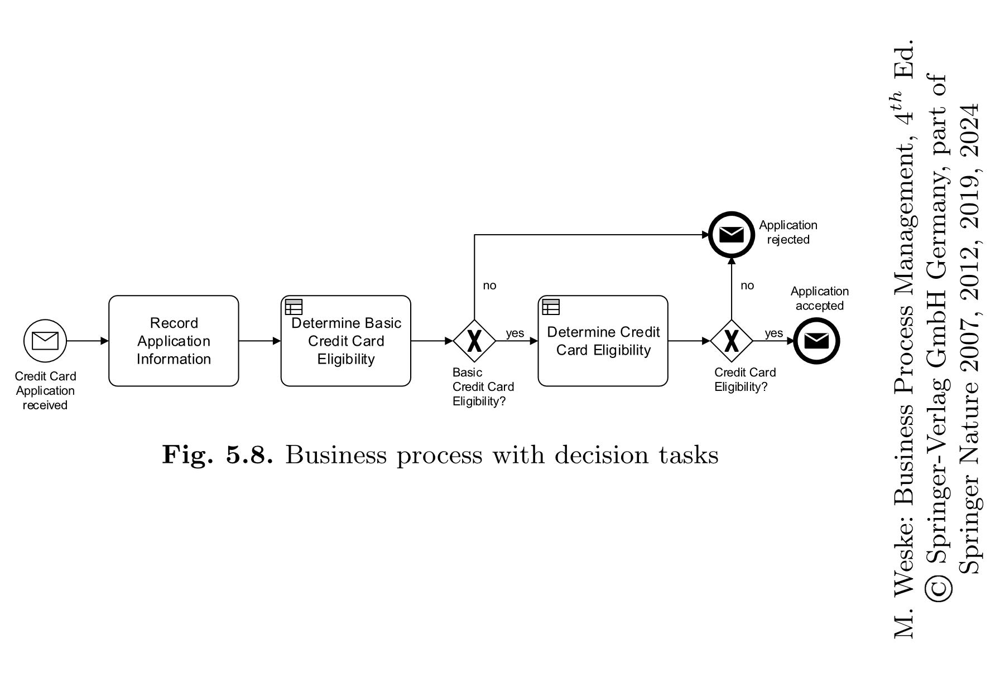 Credit Card
Application
received
Record
Application
Information
Determine Basic
Credit Card
Eligibility
Basic
Credit Card
Eligibility?
no
yes
Determine Credit
Card Eligibility
Credit Card
Eligibility?
no
yes
Application
rejected
Application
accepted
Fig. 5.8. Business process with decision tasks
M. Weske: Business Process Management, 4th Ed.
© Springer-Verlag GmbH Germany, part of
Springer Nature 2007, 2012, 2019, 2024